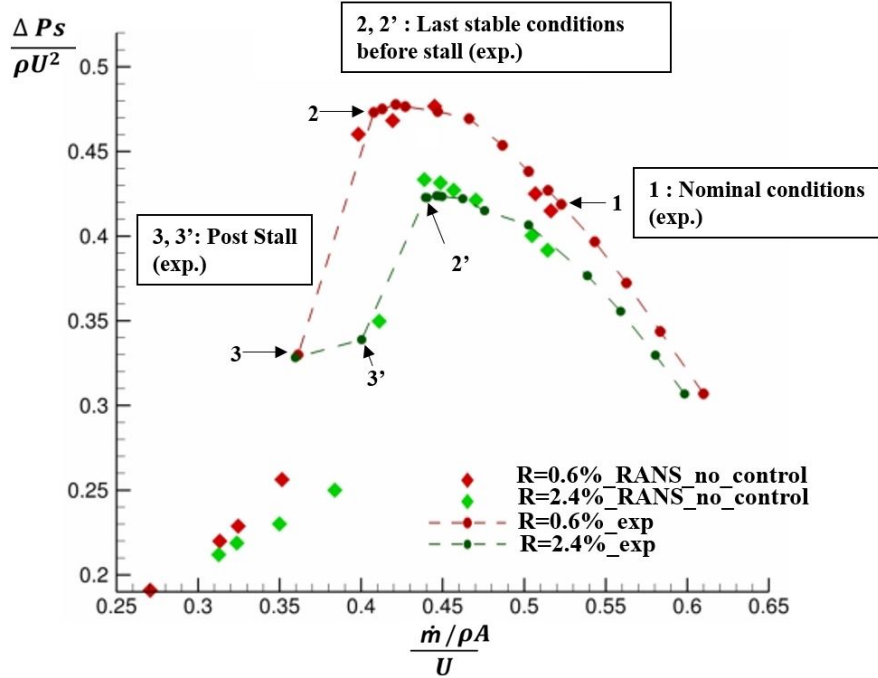 Δ Ps
ρU²
2, 2’ : Last stable conditions
before stall (exp.)
0.5
2
0.45
1 : Nominal conditions
(exp.)
1
3, 3’: Post Stall
(exp.)
0.4
2’
0.35
3
3’
0.3
R=0.6%_RANS_no_control
0.25
R=2.4%_RANS_no_control
R=0.6%_exp
R=2.4%_exp
0.2
0.25 0.3 0.35 0.4 0.45 0.5 0.55 0.6 0.65
ṁ/ρA
U